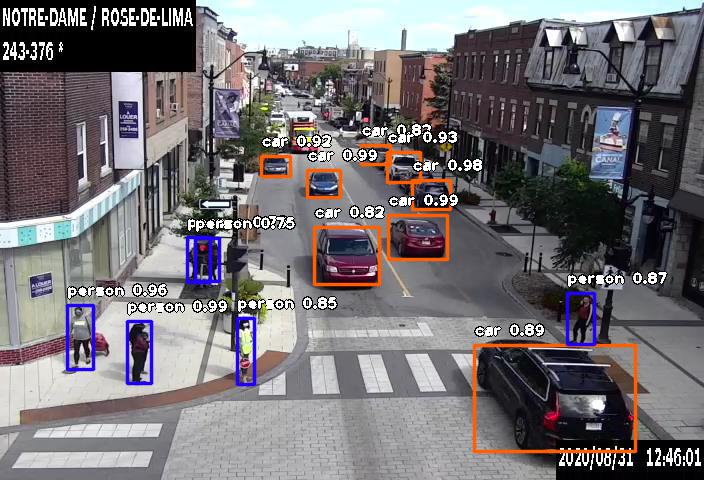 NOTRE-DAME / ROSE-DE-LIMA
243-376 *
car 0.92
car 0.99
car 0.93
car 0.98
car 0.99
car 0.82
person 0.75
person 0.96
person 0.99
person 0.85
person 0.87
car 0.89
À LOUER
CANAL
À LOUER
2020/08/31 12:46:01